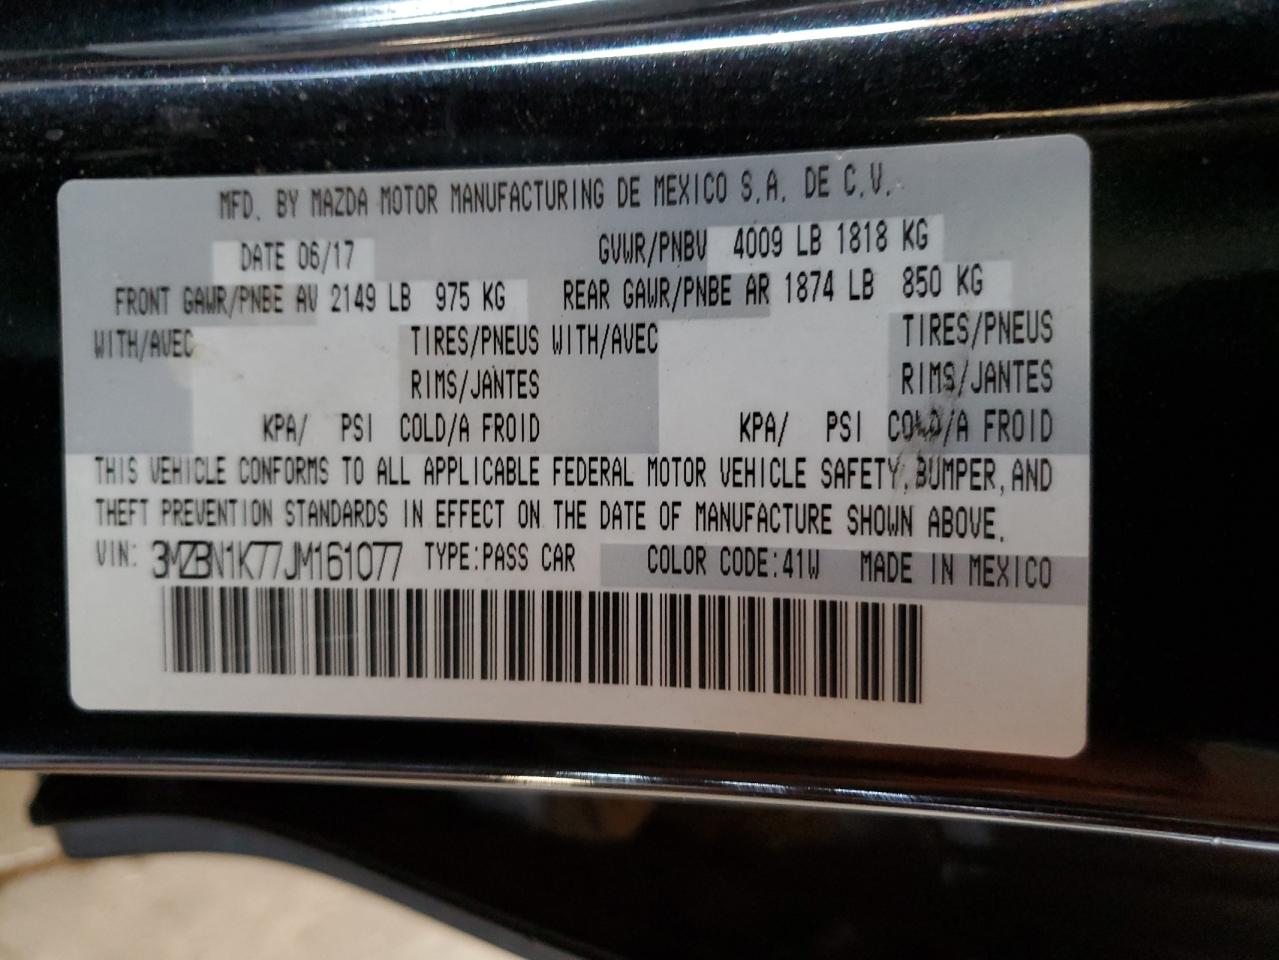 MFD. BY MAZDA MOTOR MANUFACTURING DE MEXICO S.A. DE C.V.
DATE 06/17 GVWR/PNBV 4009 LB 1818 KG
FRONT GAWR/PNBE AV 2149 LB 975 KG REAR GAWR/PNBE AR 1874 LB 850 KG
WITH/AVEC TIRES/PNEUS WITH/AVEC TIRES/PNEUS
RIMS/JANTES RIMS/JANTES
KPA/ PSI COLD/A FROID KPA/ PSI COLD/A FROID
THIS VEHICLE CONFORMS TO ALL APPLICABLE FEDERAL MOTOR VEHICLE SAFETY, BUMPER, AND
THEFT PREVENTION STANDARDS IN EFFECT ON THE DATE OF MANUFACTURE SHOWN ABOVE.
VIN: 3MZBN1K77JM161077 TYPE:PASS CAR COLOR CODE:41W MADE IN MEXICO